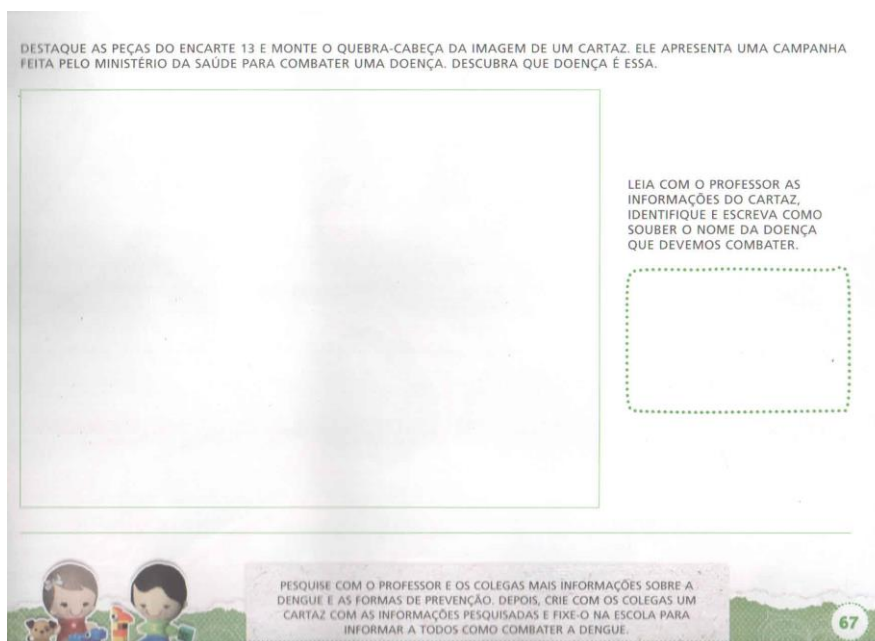 DESTAQUE AS PEÇAS DO ENCARTE 13 E MONTE O QUEBRA-CABEÇA DA IMAGEM DE UM CARTAZ. ELE APRESENTA UMA CAMPANHA
FEITA PELO MINISTÉRIO DA SAÚDE PARA COMBATER UMA DOENÇA. DESCUBRA QUE DOENÇA É ESSA.
LEIA COM O PROFESSOR AS
INFORMAÇÕES DO CARTAZ,
IDENTIFIQUE E ESCREVA COMO
SOUBER O NOME DA DOENÇA
QUE DEVEMOS COMBATER.
PESQUISE COM O PROFESSOR E OS COLEGAS MAIS INFORMAÇÕES SOBRE A
DENGUE E AS FORMAS DE PREVENÇÃO. DEPOIS, CRIE COM OS COLEGAS UM
CARTAZ COM AS INFORMAÇÕES PESQUISADAS E FIXE-O NA ESCOLA PARA
INFORMAR A TODOS COMO COMBATER A DENGUE.
67